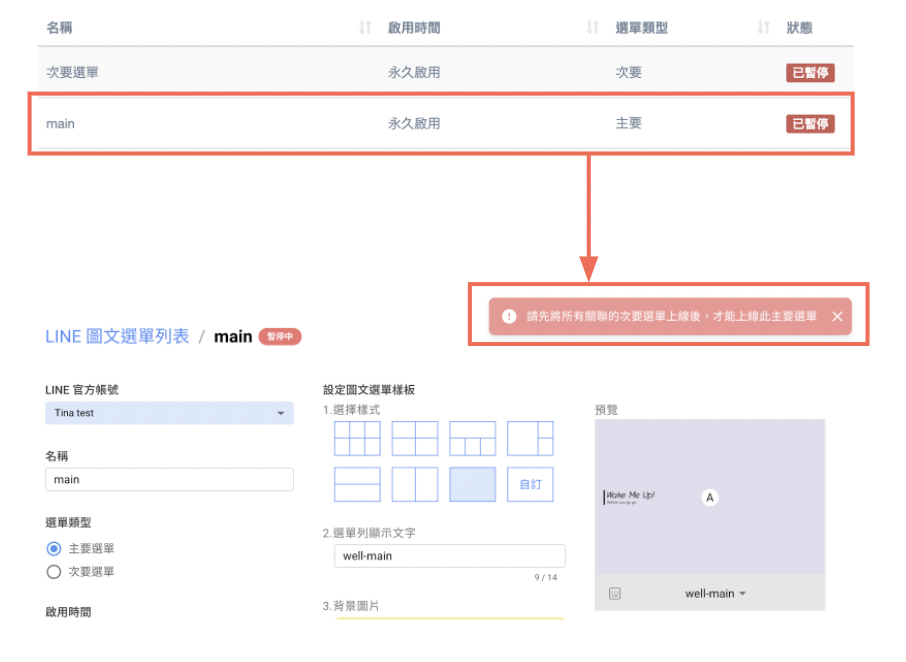 名稱 啟用時間 選單類型 狀態
次要選單 永久啟用 次要 已暫停
main 永久啟用 主要 已暫停
請先將所有關聯的次要選單上線後，才能上線此主要選單
LINE 圖文選單列表 / main 暫停中
LINE 官方帳號
Tina test
名稱
main
選單類型
主要選單
次要選單
啟用時間
設定圖文選單樣板
1.選擇樣式
自訂
2.選單列顯示文字
well-main
9 / 14
3.背景圖片
預覽
Wake Me Up!
A
well-main